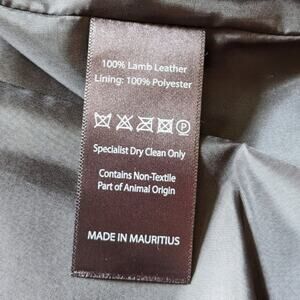 100% Lamb Leather
Lining: 100% Polyester
P
Specialist Dry Clean Only
Contains Non-Textile
Part of Animal Origin
MADE IN MAURITIUS